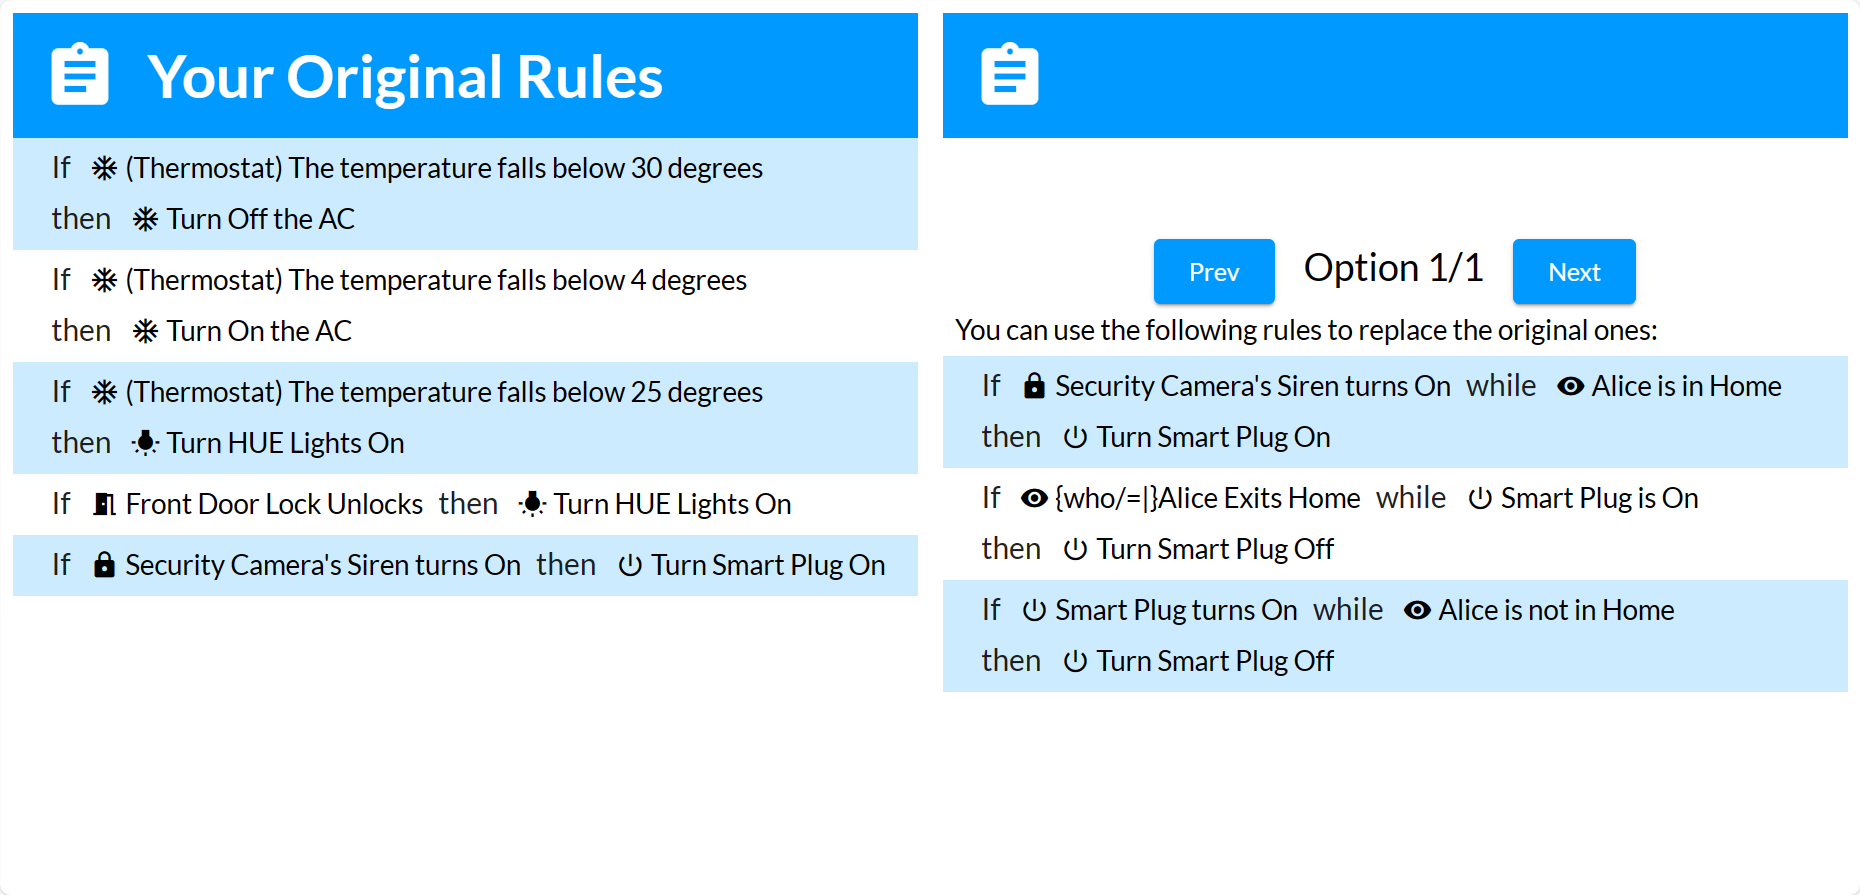 Your Original Rules
If (Thermostat) The temperature falls below 30 degrees
then Turn Off the AC
If (Thermostat) The temperature falls below 4 degrees
then Turn On the AC
If (Thermostat) The temperature falls below 25 degrees
then Turn HUE Lights On
If Front Door Lock Unlocks then Turn HUE Lights On
If Security Camera's Siren turns On then Turn Smart Plug On
Prev Option 1/1 Next
You can use the following rules to replace the original ones:
If Security Camera's Siren turns On while Alice is in Home
then Turn Smart Plug On
If {who/=|}Alice Exits Home while Smart Plug is On
then Turn Smart Plug Off
If Smart Plug turns On while Alice is not in Home
then Turn Smart Plug Off